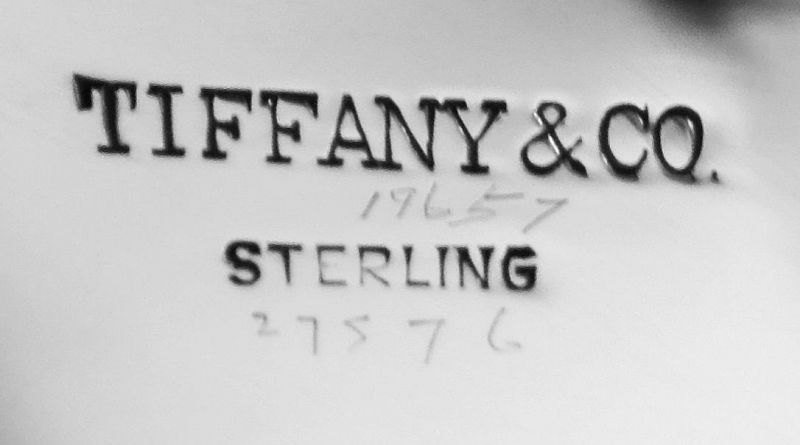 TIFFANY & CO.
19657
STERLING
27576